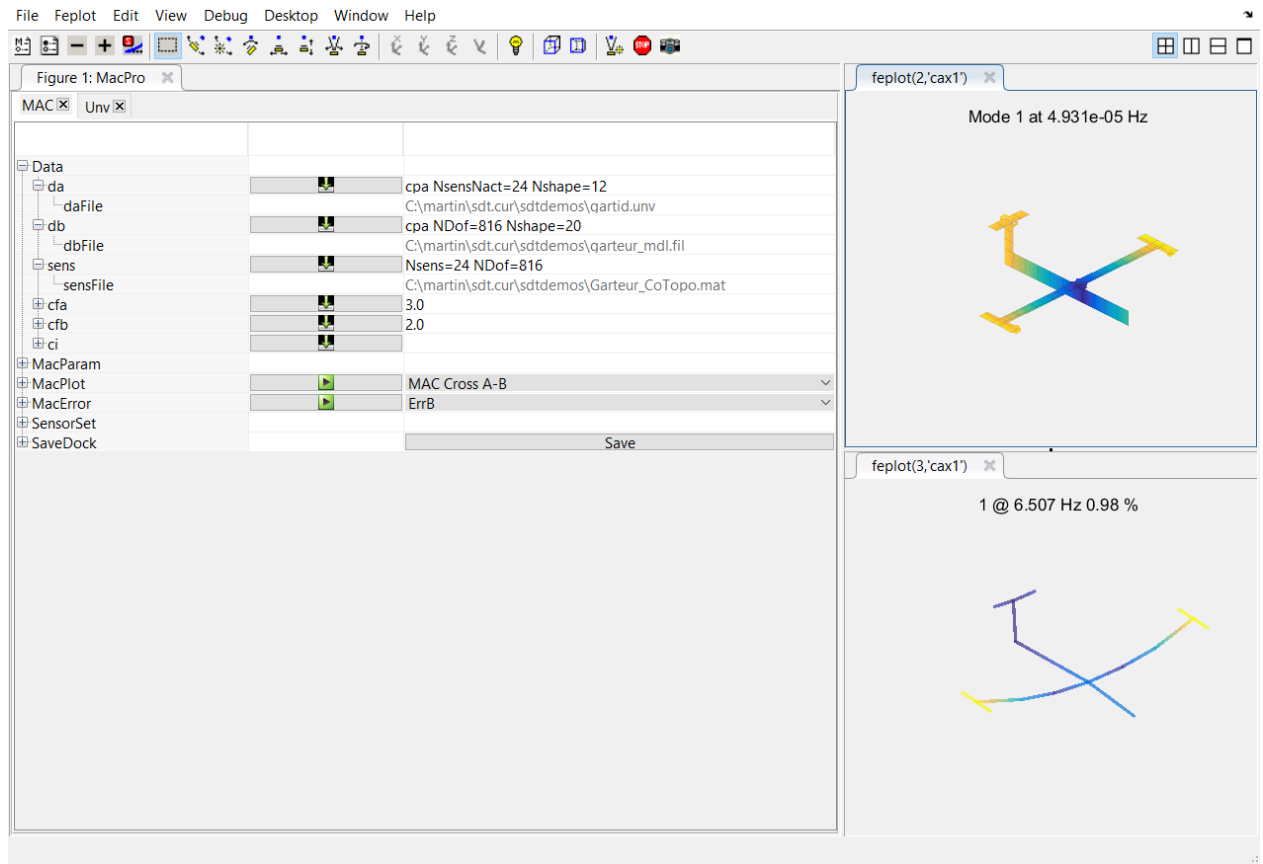 File Feplot Edit View Debug Desktop Window Help
Figure 1: MacPro
feplot(2,'cax1')
MAC Unv
Mode 1 at 4.931e-05 Hz
Data
da cpa NsensNact=24 Nshape=12
daFile C:\martin\sdt.cur\sdtdemos\gartid.unv
db cpa NDof=816 Nshape=20
dbFile C:\martin\sdt.cur\sdtdemos\garteur_mdl.fil
sens Nsens=24 NDof=816
sensFile C:\martin\sdt.cur\sdtdemos\Garteur_CoTopo.mat
cfa 3.0
cfb 2.0
ci
MacParam
MacPlot MAC Cross A-B
MacError ErrB
SensorSet
SaveDock Save
feplot(3,'cax1')
1 @ 6.507 Hz 0.98 %